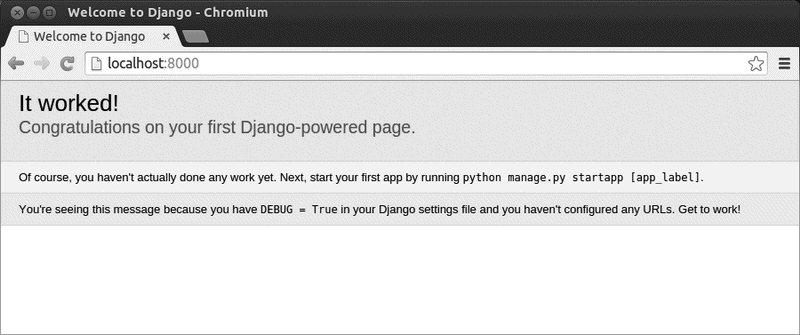 Welcome to Django - Chromium
Welcome to Django
localhost:8000
It worked!
Congratulations on your first Django-powered page.
Of course, you haven't actually done any work yet. Next, start your first app by running python manage.py startapp [app_label].
You're seeing this message because you have DEBUG = True in your Django settings file and you haven't configured any URLs. Get to work!